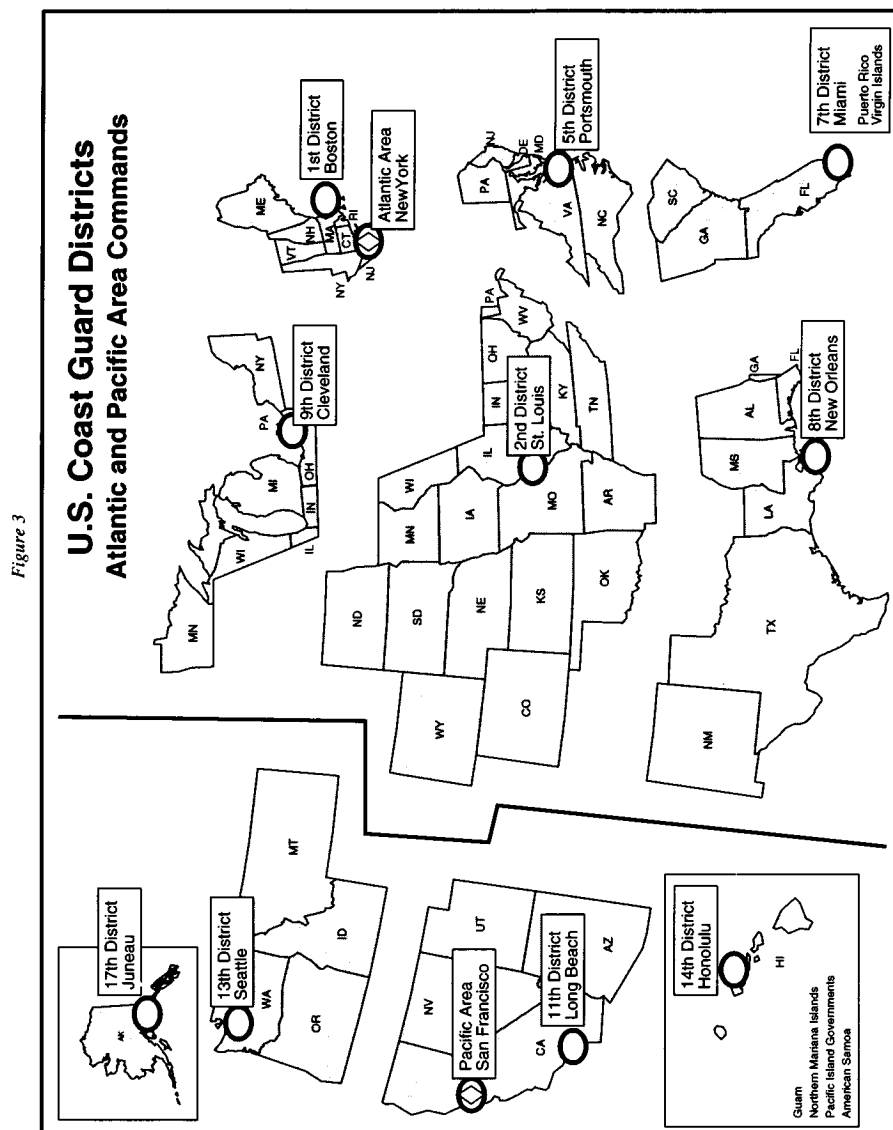 Figure 3
U.S. Coast Guard Districts
Atlantic and Pacific Area Commands
17th District
Juneau
AK
13th District
Seattle
WA
MT
OR
ID
Pacific Area
San Francisco
NV
UT
CA
AZ
11th District
Long Beach
14th District
Honolulu
HI
Guam
Northern Mariana Islands
Pacific Island Governments
American Samoa
MN
WI
MI
IL
IN
OH
PA
NY
9th District
Cleveland
ME
VT
NH
MA
CT
RI
NY
NJ
1st District
Boston
Atlantic Area
NewYork
ND
MN
WI
SD
WY
IA
NE
IL
IN
OH
PA
WV
CO
KS
MO
KY
OK
AR
TN
2nd District
St. Louis
PA
NJ
DE
MD
VA
NC
5th District
Portsmouth
NM
TX
LA
MS
AL
GA
FL
8th District
New Orleans
SC
GA
FL
7th District
Miami
Puerto Rico
Virgin Islands